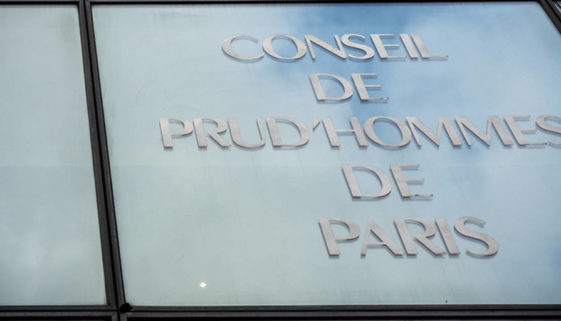 CONSEIL
DE
PRUD'HOMMES
DE
PARIS